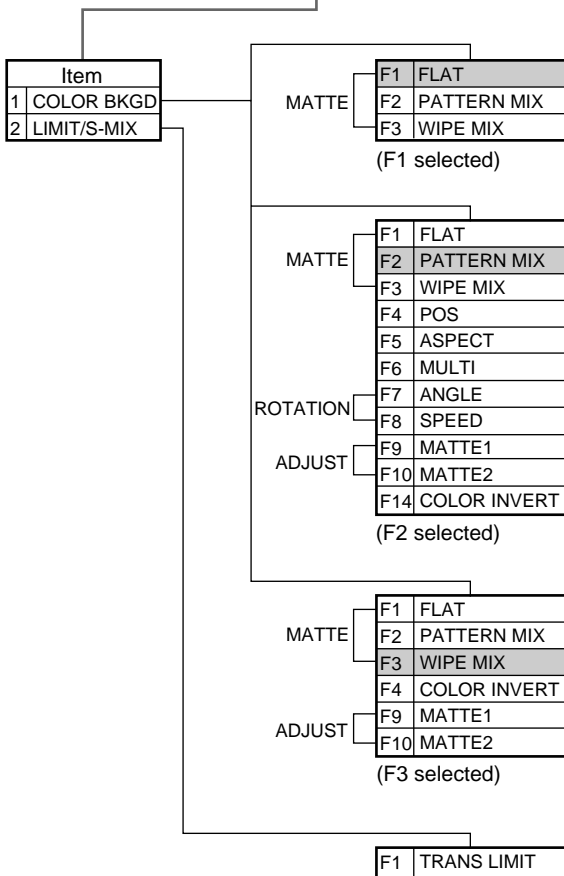 Item
1 COLOR BKGD
2 LIMIT/S-MIX
MATTE
F1 FLAT
F2 PATTERN MIX
F3 WIPE MIX
(F1 selected)
MATTE
F1 FLAT
F2 PATTERN MIX
F3 WIPE MIX
F4 POS
F5 ASPECT
F6 MULTI
ROTATION
F7 ANGLE
F8 SPEED
ADJUST
F9 MATTE1
F10 MATTE2
F14 COLOR INVERT
(F2 selected)
MATTE
F1 FLAT
F2 PATTERN MIX
F3 WIPE MIX
F4 COLOR INVERT
ADJUST
F9 MATTE1
F10 MATTE2
(F3 selected)
F1 TRANS LIMIT